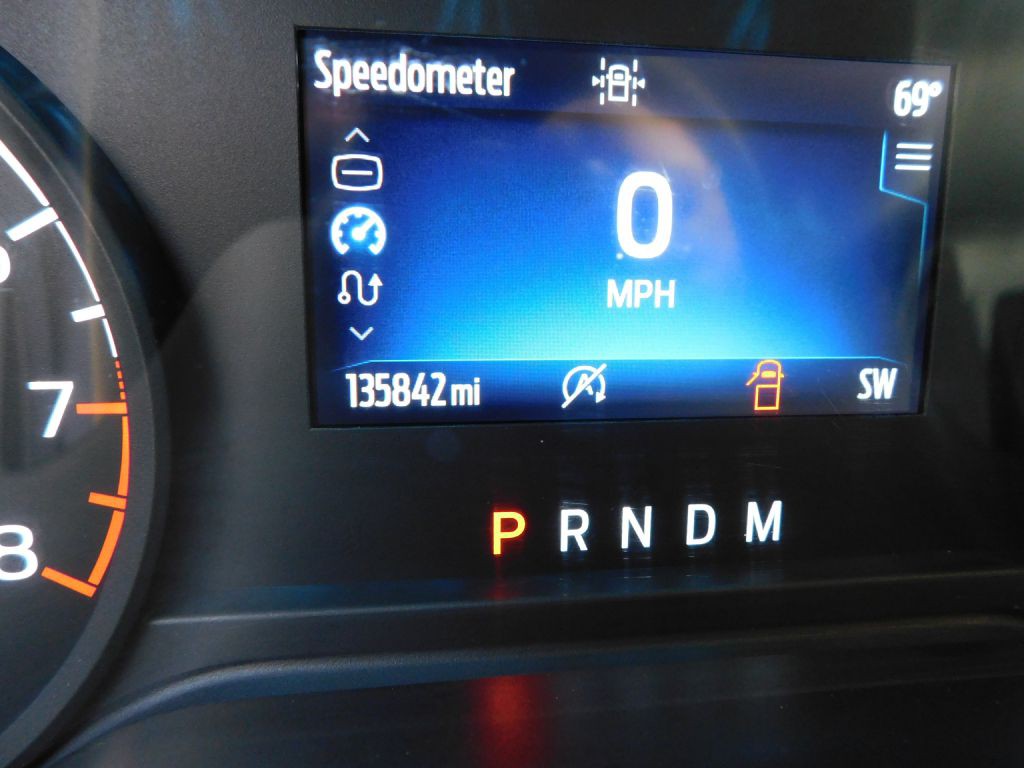 Speedometer
69°
0
MPH
135842 mi
SW
7
8
P R N D M